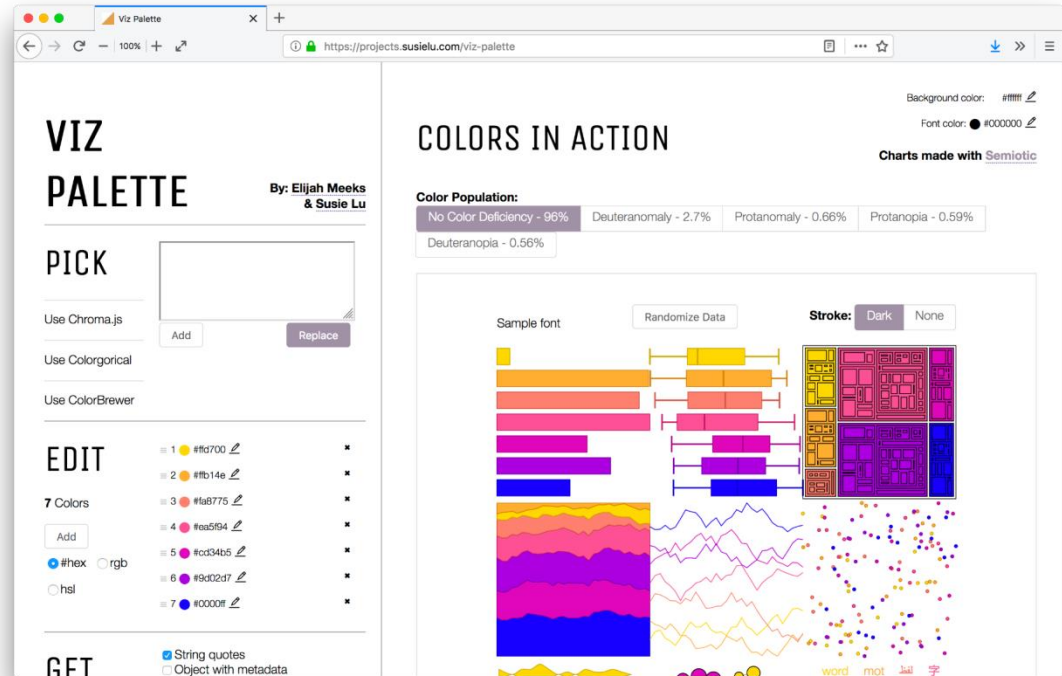 Viz Palette
100%
https://projects.susielu.com/viz-palette
VIZ
PALETTE
By: Elijah Meeks
& Susie Lu
PICK
Use Chroma.js
Use Colorgorical
Use ColorBrewer
Add
Replace
EDIT
7 Colors
Add
#hex
rgb
hsl
1 #ffd700
2 #ffb14e
3 #fa8775
4 #ea5f94
5 #cd34b5
6 #9d02d7
7 #0000ff
GET
String quotes
Object with metadata
Background color: #ffffff
Font color: #000000
COLORS IN ACTION
Charts made with Semiotic
Color Population:
No Color Deficiency - 96%
Deuteranomaly - 2.7%
Protanomaly - 0.66%
Protanopia - 0.59%
Deuteranopia - 0.56%
Sample font
Randomize Data
Stroke: Dark None
word mot 字